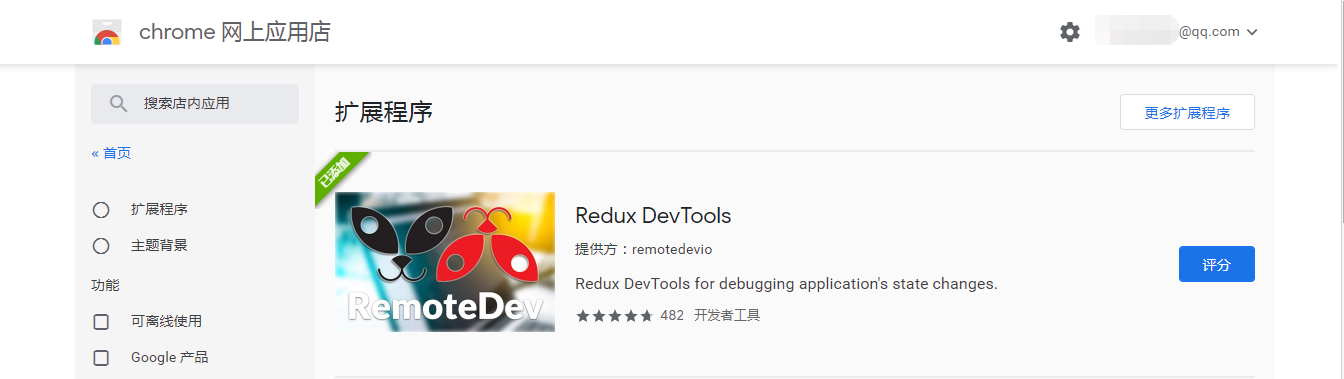 chrome 网上应用店
@qq.com
搜索店内应用
« 首页
扩展程序
主题背景
功能
可离线使用
Google 产品
扩展程序
更多扩展程序
已添加
RemoteDev
Redux DevTools
提供方：remotedevio
Redux DevTools for debugging application's state changes.
482 开发者工具
评分